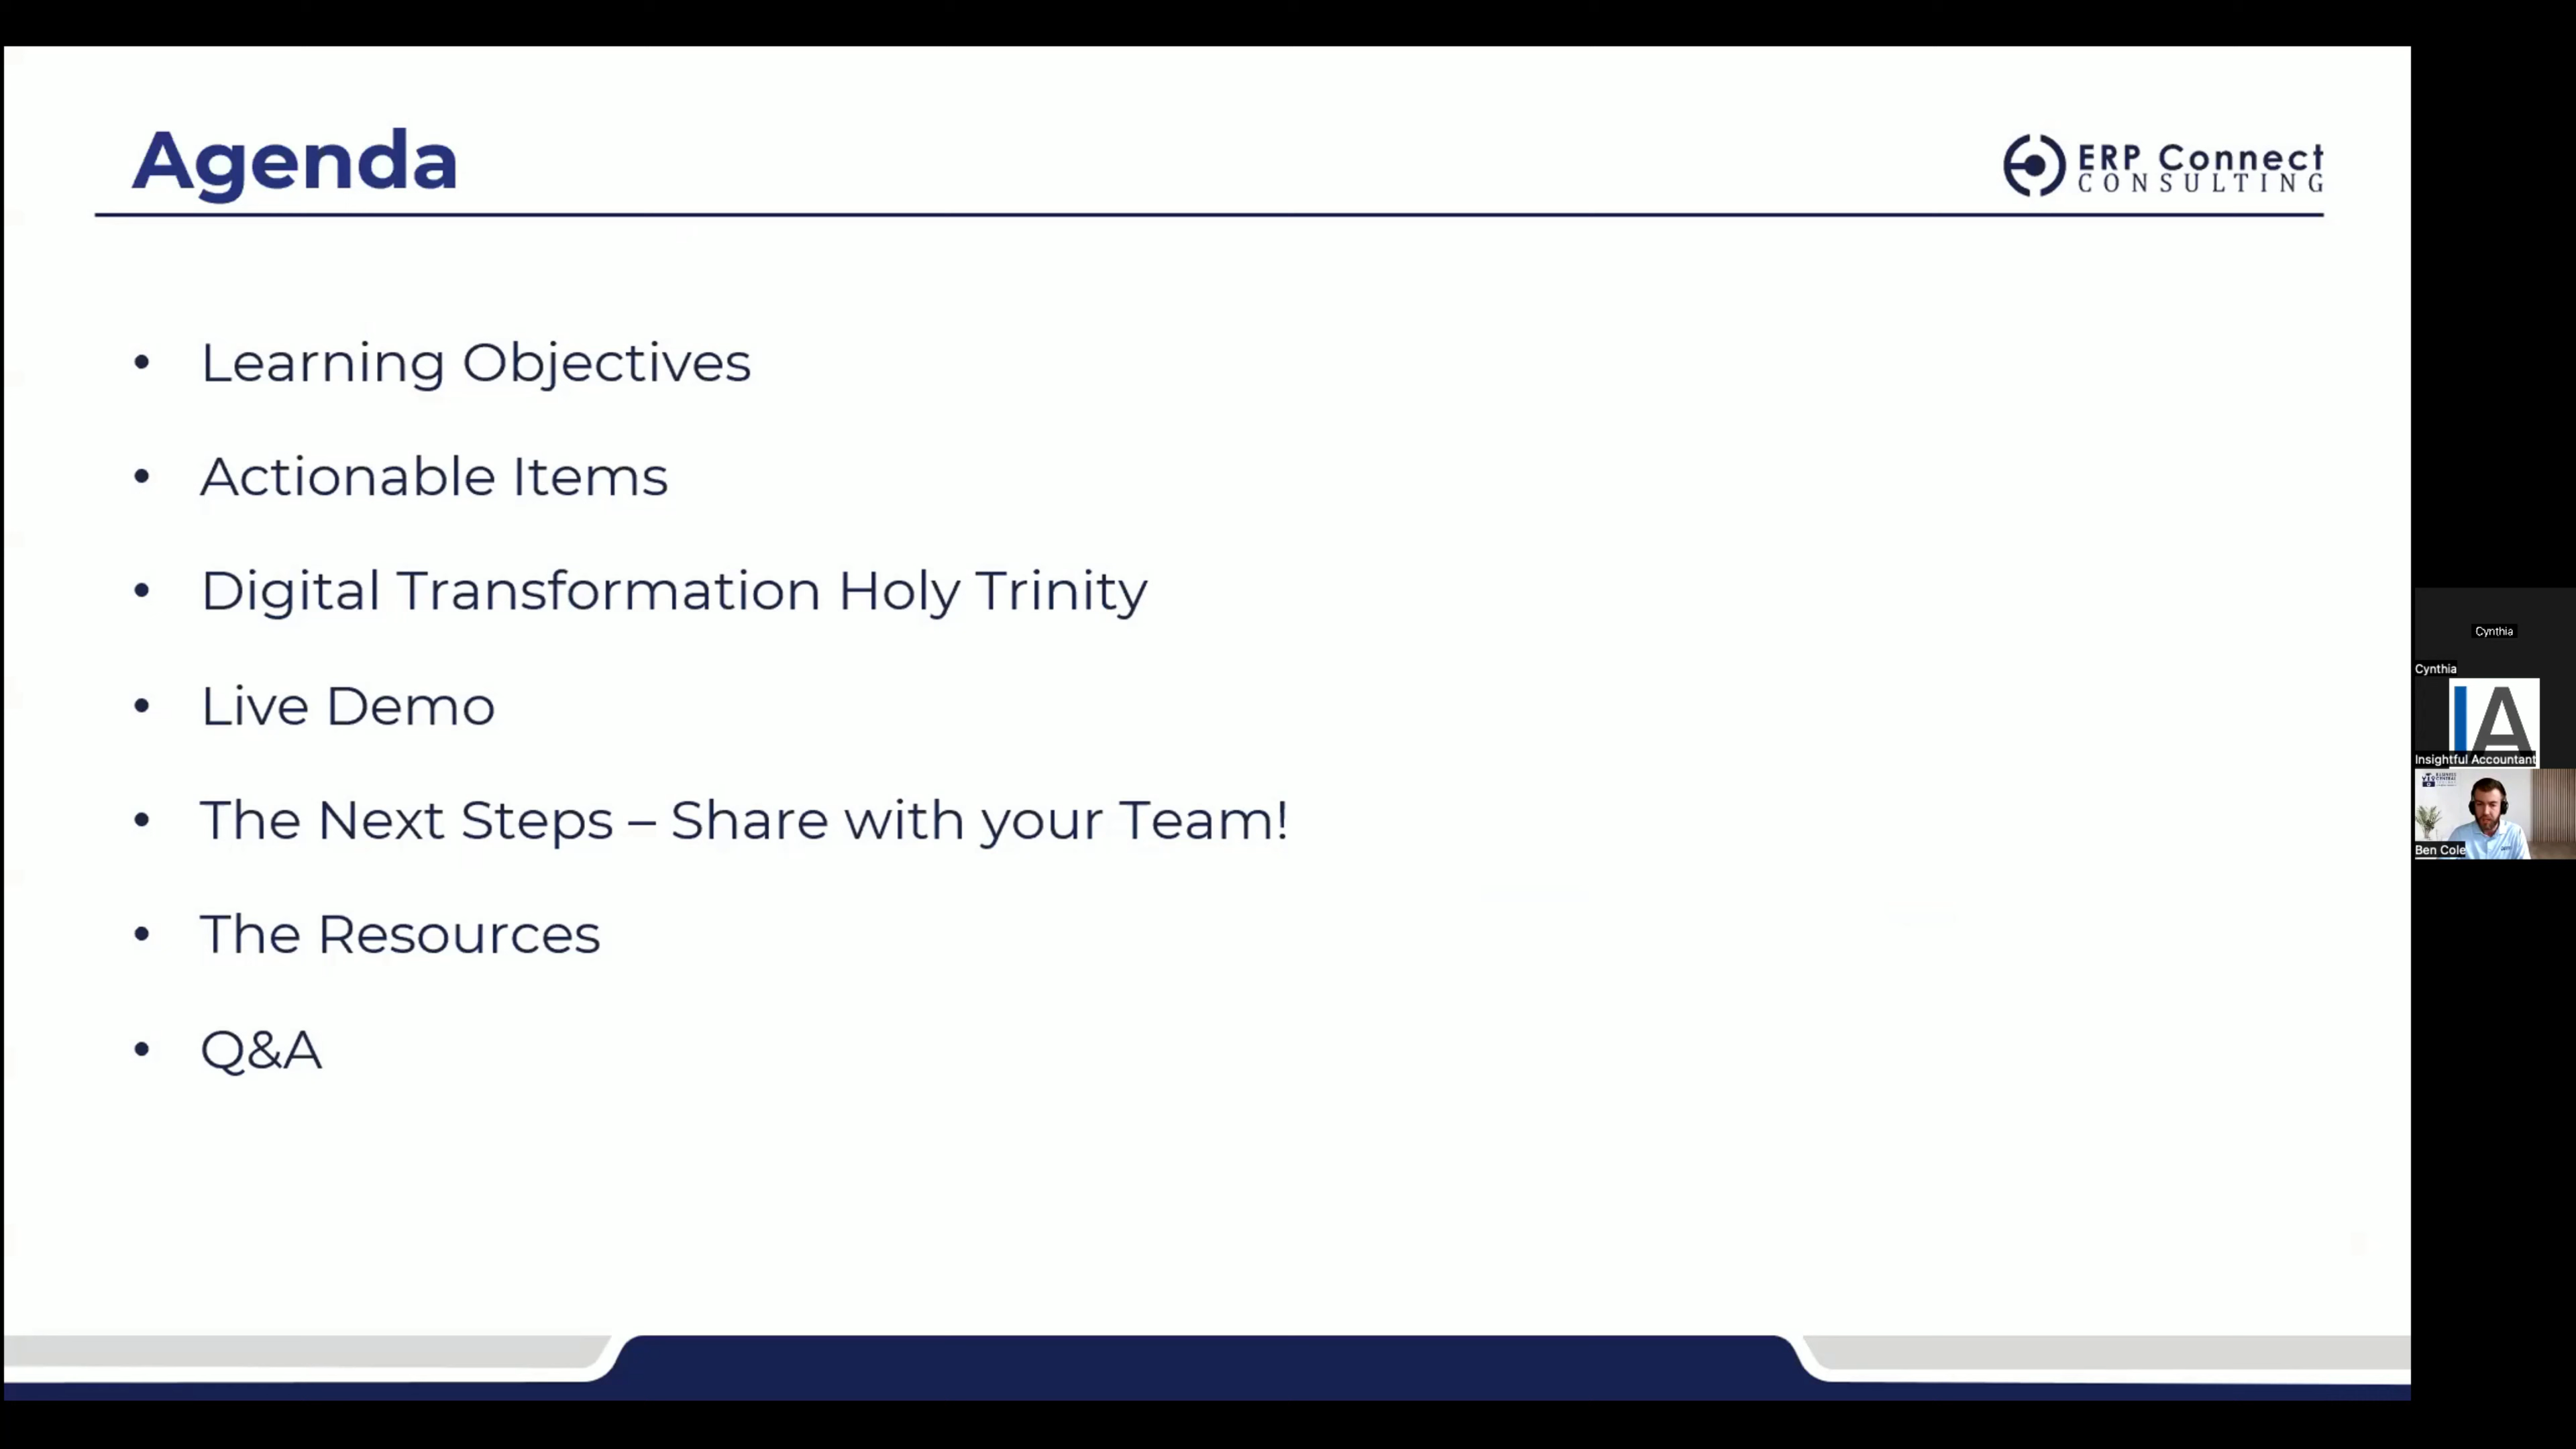 Agenda
ERP Connect
CONSULTING
• Learning Objectives
• Actionable Items
• Digital Transformation Holy Trinity
• Live Demo
• The Next Steps – Share with your Team!
• The Resources
• Q&A
Cynthia
Cynthia
IA
Insightful Accountant
Ben Cole